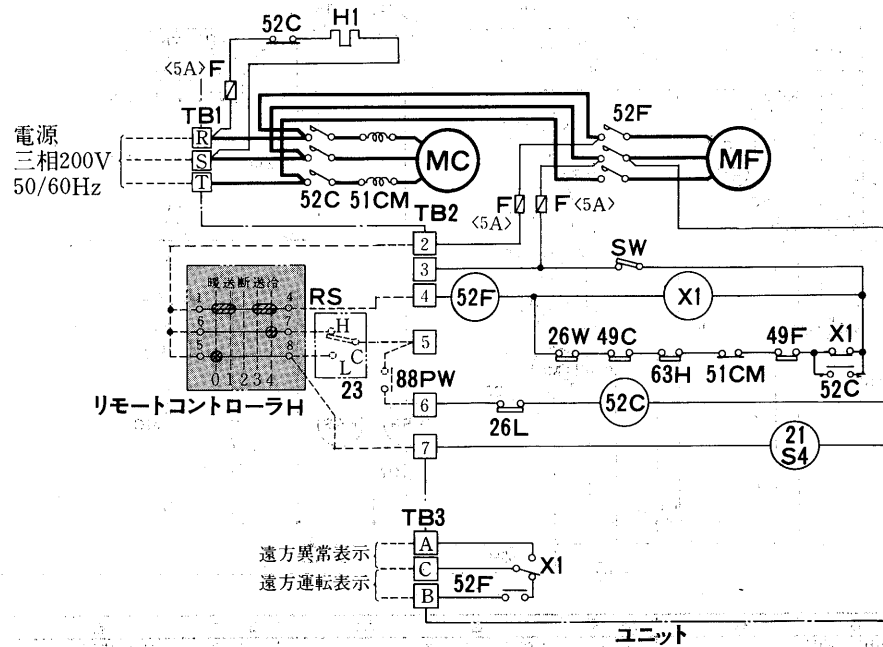 52C
H1
〈5A〉F
TB1
電源
三相200V
50/60Hz
R
S
T
MC
52F
MF
52C
51CM
TB2
F
〈5A〉
F
〈5A〉
2
3
SW
4
52F
X1
暖送断送冷
RS
1
4
6
7
5
8
0 1 2 3 4
リモートコントローラH
H
C
L
23
5
88PW
6
26W
49C
63H
51CM
49F
X1
52C
26L
52C
7
21
S4
TB3
遠方異常表示
A
C
X1
遠方運転表示
B
52F
ユニット